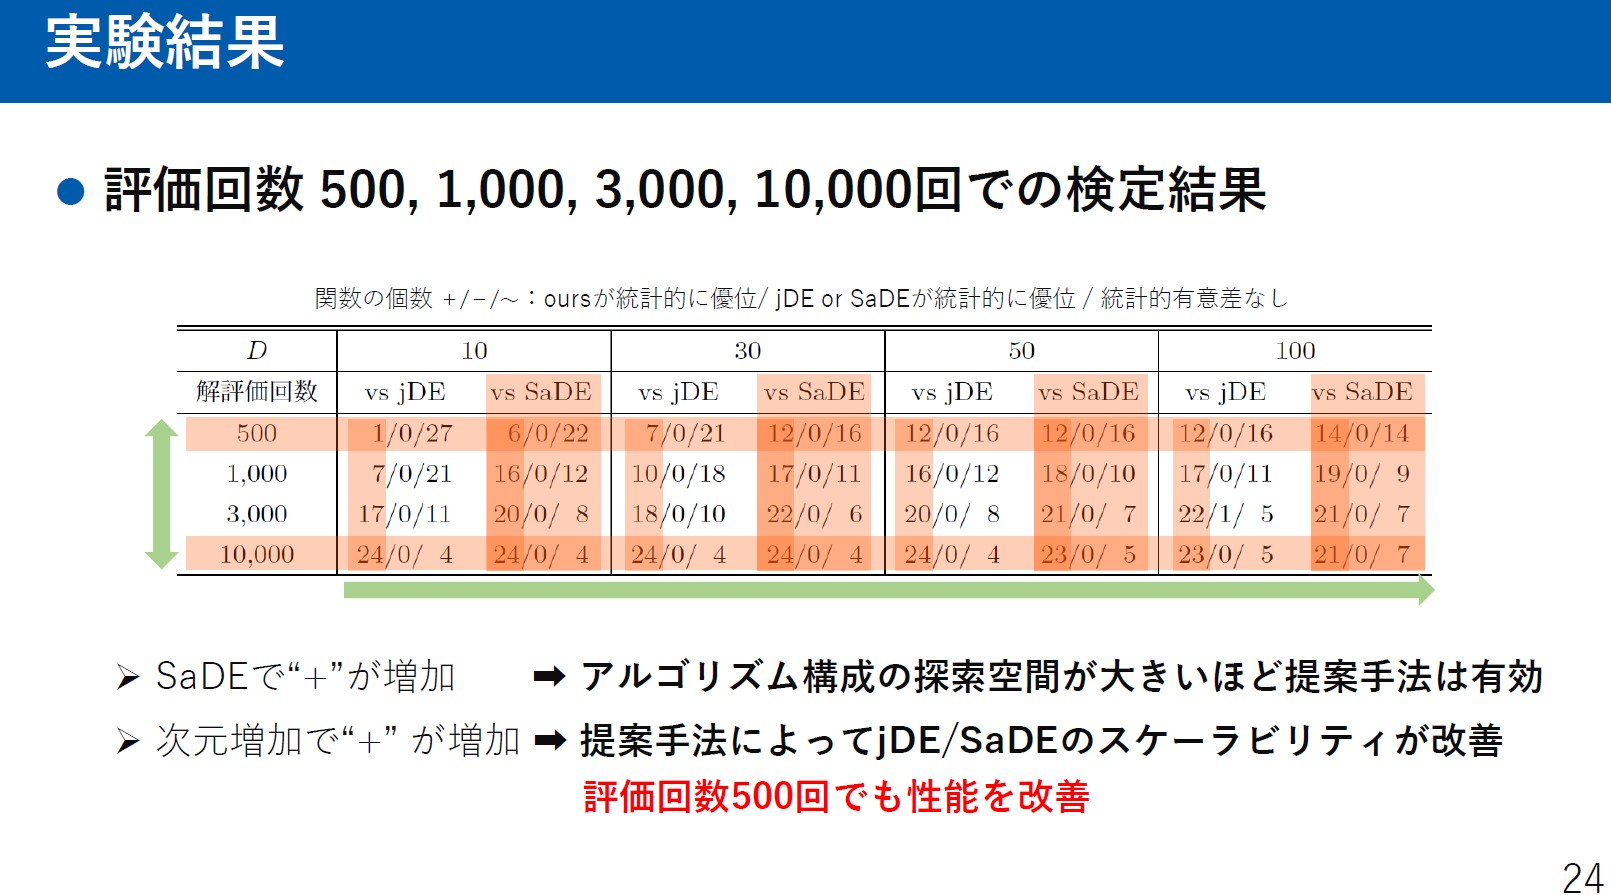 実験結果
評価回数 500, 1,000, 3,000, 10,000回での検定結果
関数の個数 +/−/~：oursが統計的に優位/ jDE or SaDEが統計的に優位 / 統計的有意差なし
D 10 30 50 100
解評価回数 vs jDE vs SaDE vs jDE vs SaDE vs jDE vs SaDE vs jDE vs SaDE
500 1/0/27 6/0/22 7/0/21 12/0/16 12/0/16 12/0/16 12/0/16 14/0/14
1,000 7/0/21 16/0/12 10/0/18 17/0/11 16/0/12 18/0/10 17/0/11 19/0/ 9
3,000 17/0/11 20/0/ 8 18/0/10 22/0/ 6 20/0/ 8 21/0/ 7 22/1/ 5 21/0/ 7
10,000 24/0/ 4 24/0/ 4 24/0/ 4 24/0/ 4 24/0/ 4 23/0/ 5 23/0/ 5 21/0/ 7
SaDEで“+”が増加 ➡ アルゴリズム構成の探索空間が大きいほど提案手法は有効
次元増加で“+” が増加 ➡ 提案手法によってjDE/SaDEのスケーラビリティが改善
評価回数500回でも性能を改善
24